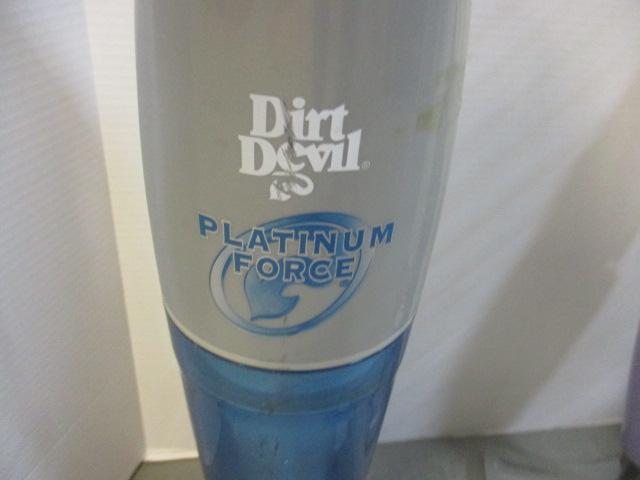 Dirt
Devil®
PLATINUM
FORCE®